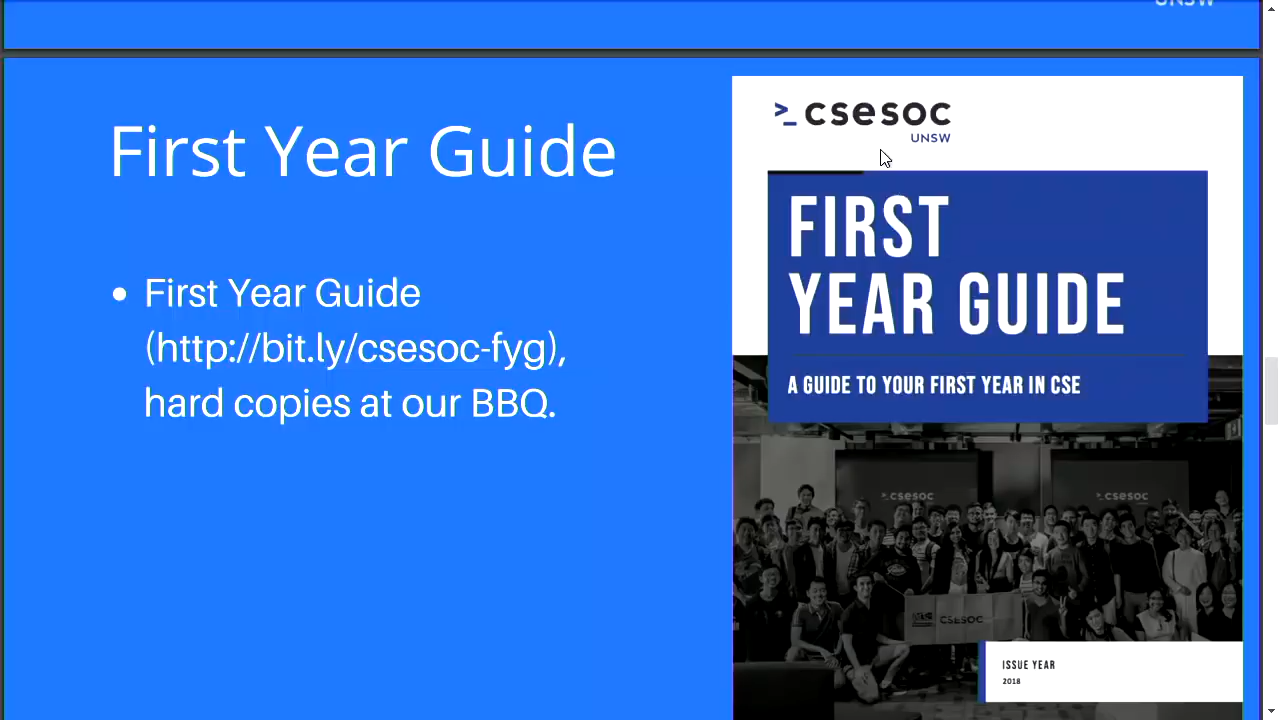 UNSW
First Year Guide
First Year Guide
(http://bit.ly/csesoc-fyg),
hard copies at our BBQ.
>_ csesoc
UNSW
FIRST
YEAR GUIDE
A GUIDE TO YOUR FIRST YEAR IN CSE
>_csesoc
>_csesoc
CSESOC
ISSUE YEAR
2018